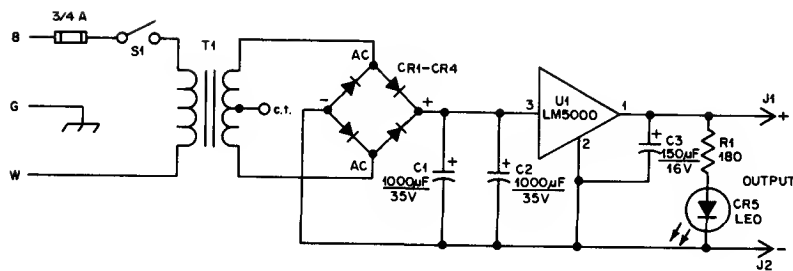 3/4 A
B
S1
T1
G
c.t.
W
AC
CR1-CR4
-
+
AC
+
C1
1000µF
35V
+
C2
1000µF
35V
3
U1
LM5000
1
2
+
C3
150µF
16V
R1
180
J1
+
OUTPUT
CR5
LED
-
J2